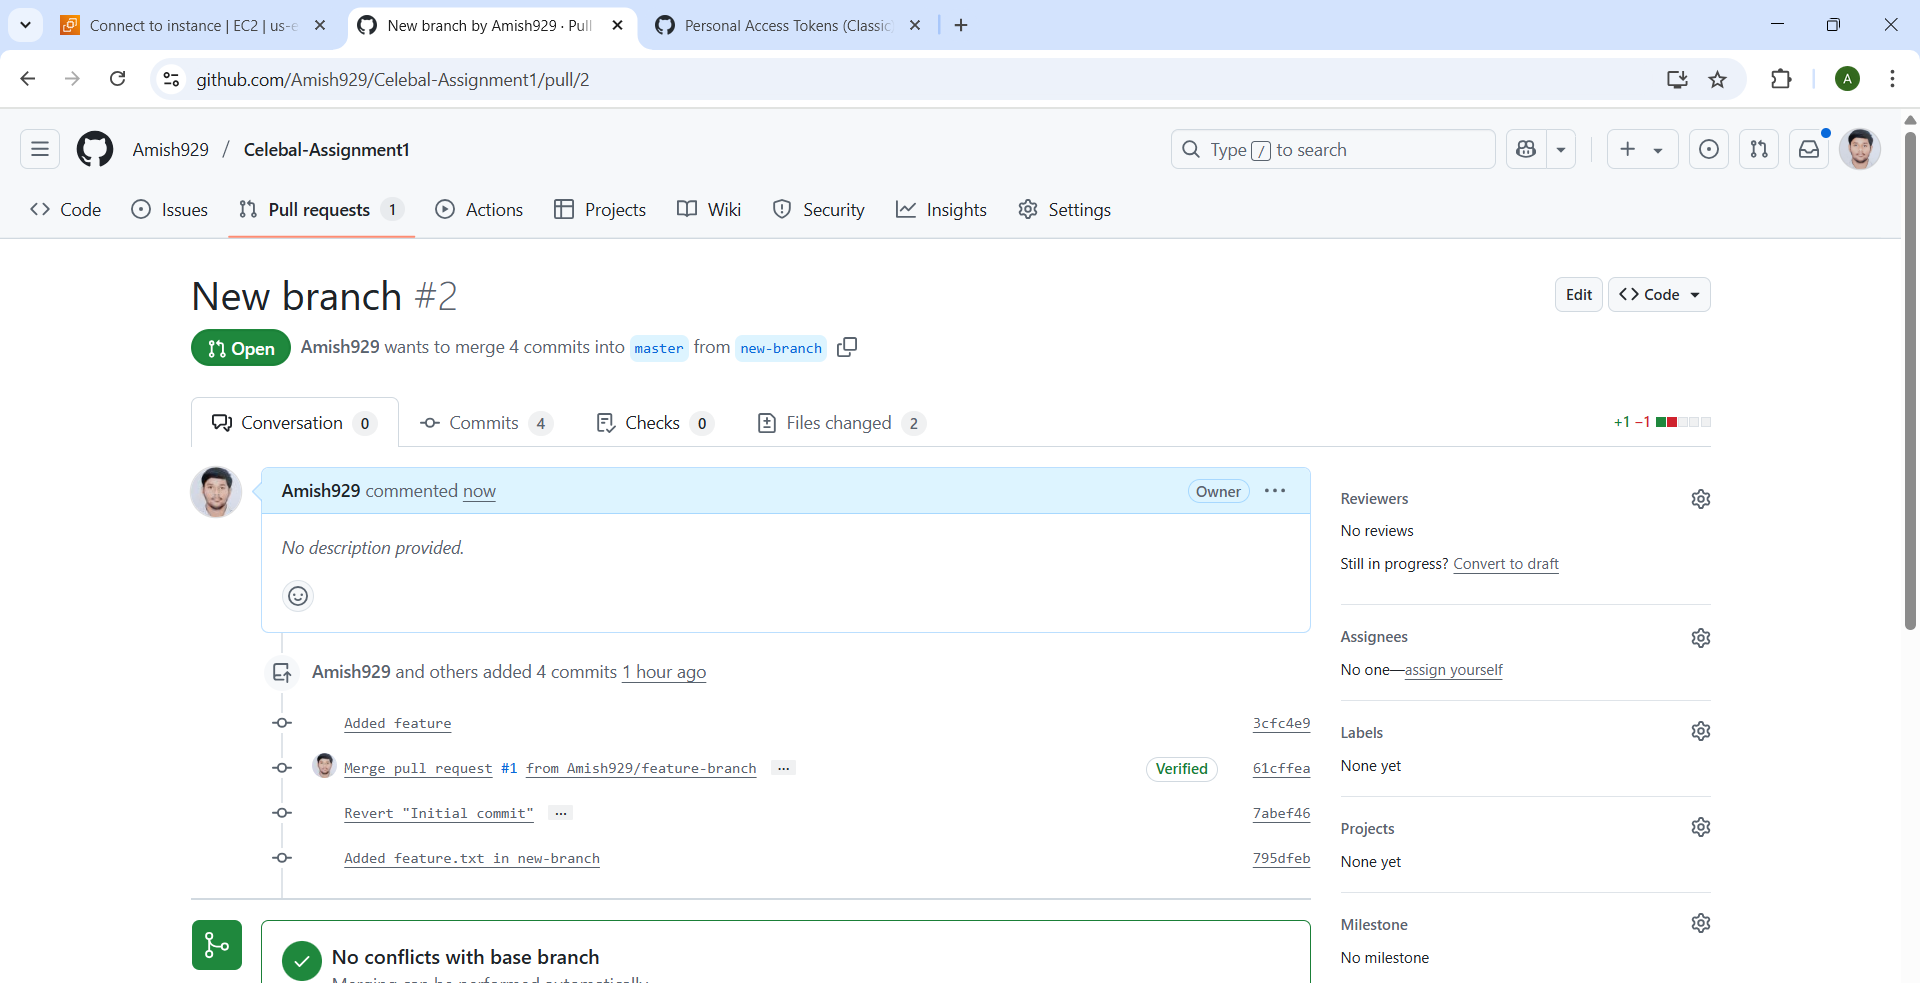 Connect to instance | EC2 | us-e
New branch by Amish929 · Pull
Personal Access Tokens (Classic)
github.com/Amish929/Celebal-Assignment1/pull/2
A
Amish929 / Celebal-Assignment1
Type / to search
Code
Issues
Pull requests 1
Actions
Projects
Wiki
Security
Insights
Settings
New branch #2
Edit
Code
Open
Amish929 wants to merge 4 commits into master from new-branch
Conversation 0
Commits 4
Checks 0
Files changed 2
+1 −1
Amish929 commented now
Owner
No description provided.
Amish929 and others added 4 commits 1 hour ago
Added feature
3cfc4e9
Merge pull request #1 from Amish929/feature-branch
Verified
61cffea
Revert "Initial commit"
7abef46
Added feature.txt in new-branch
795dfeb
No conflicts with base branch
Merging can be performed automatically.
Reviewers
No reviews
Still in progress? Convert to draft
Assignees
No one—assign yourself
Labels
None yet
Projects
None yet
Milestone
No milestone